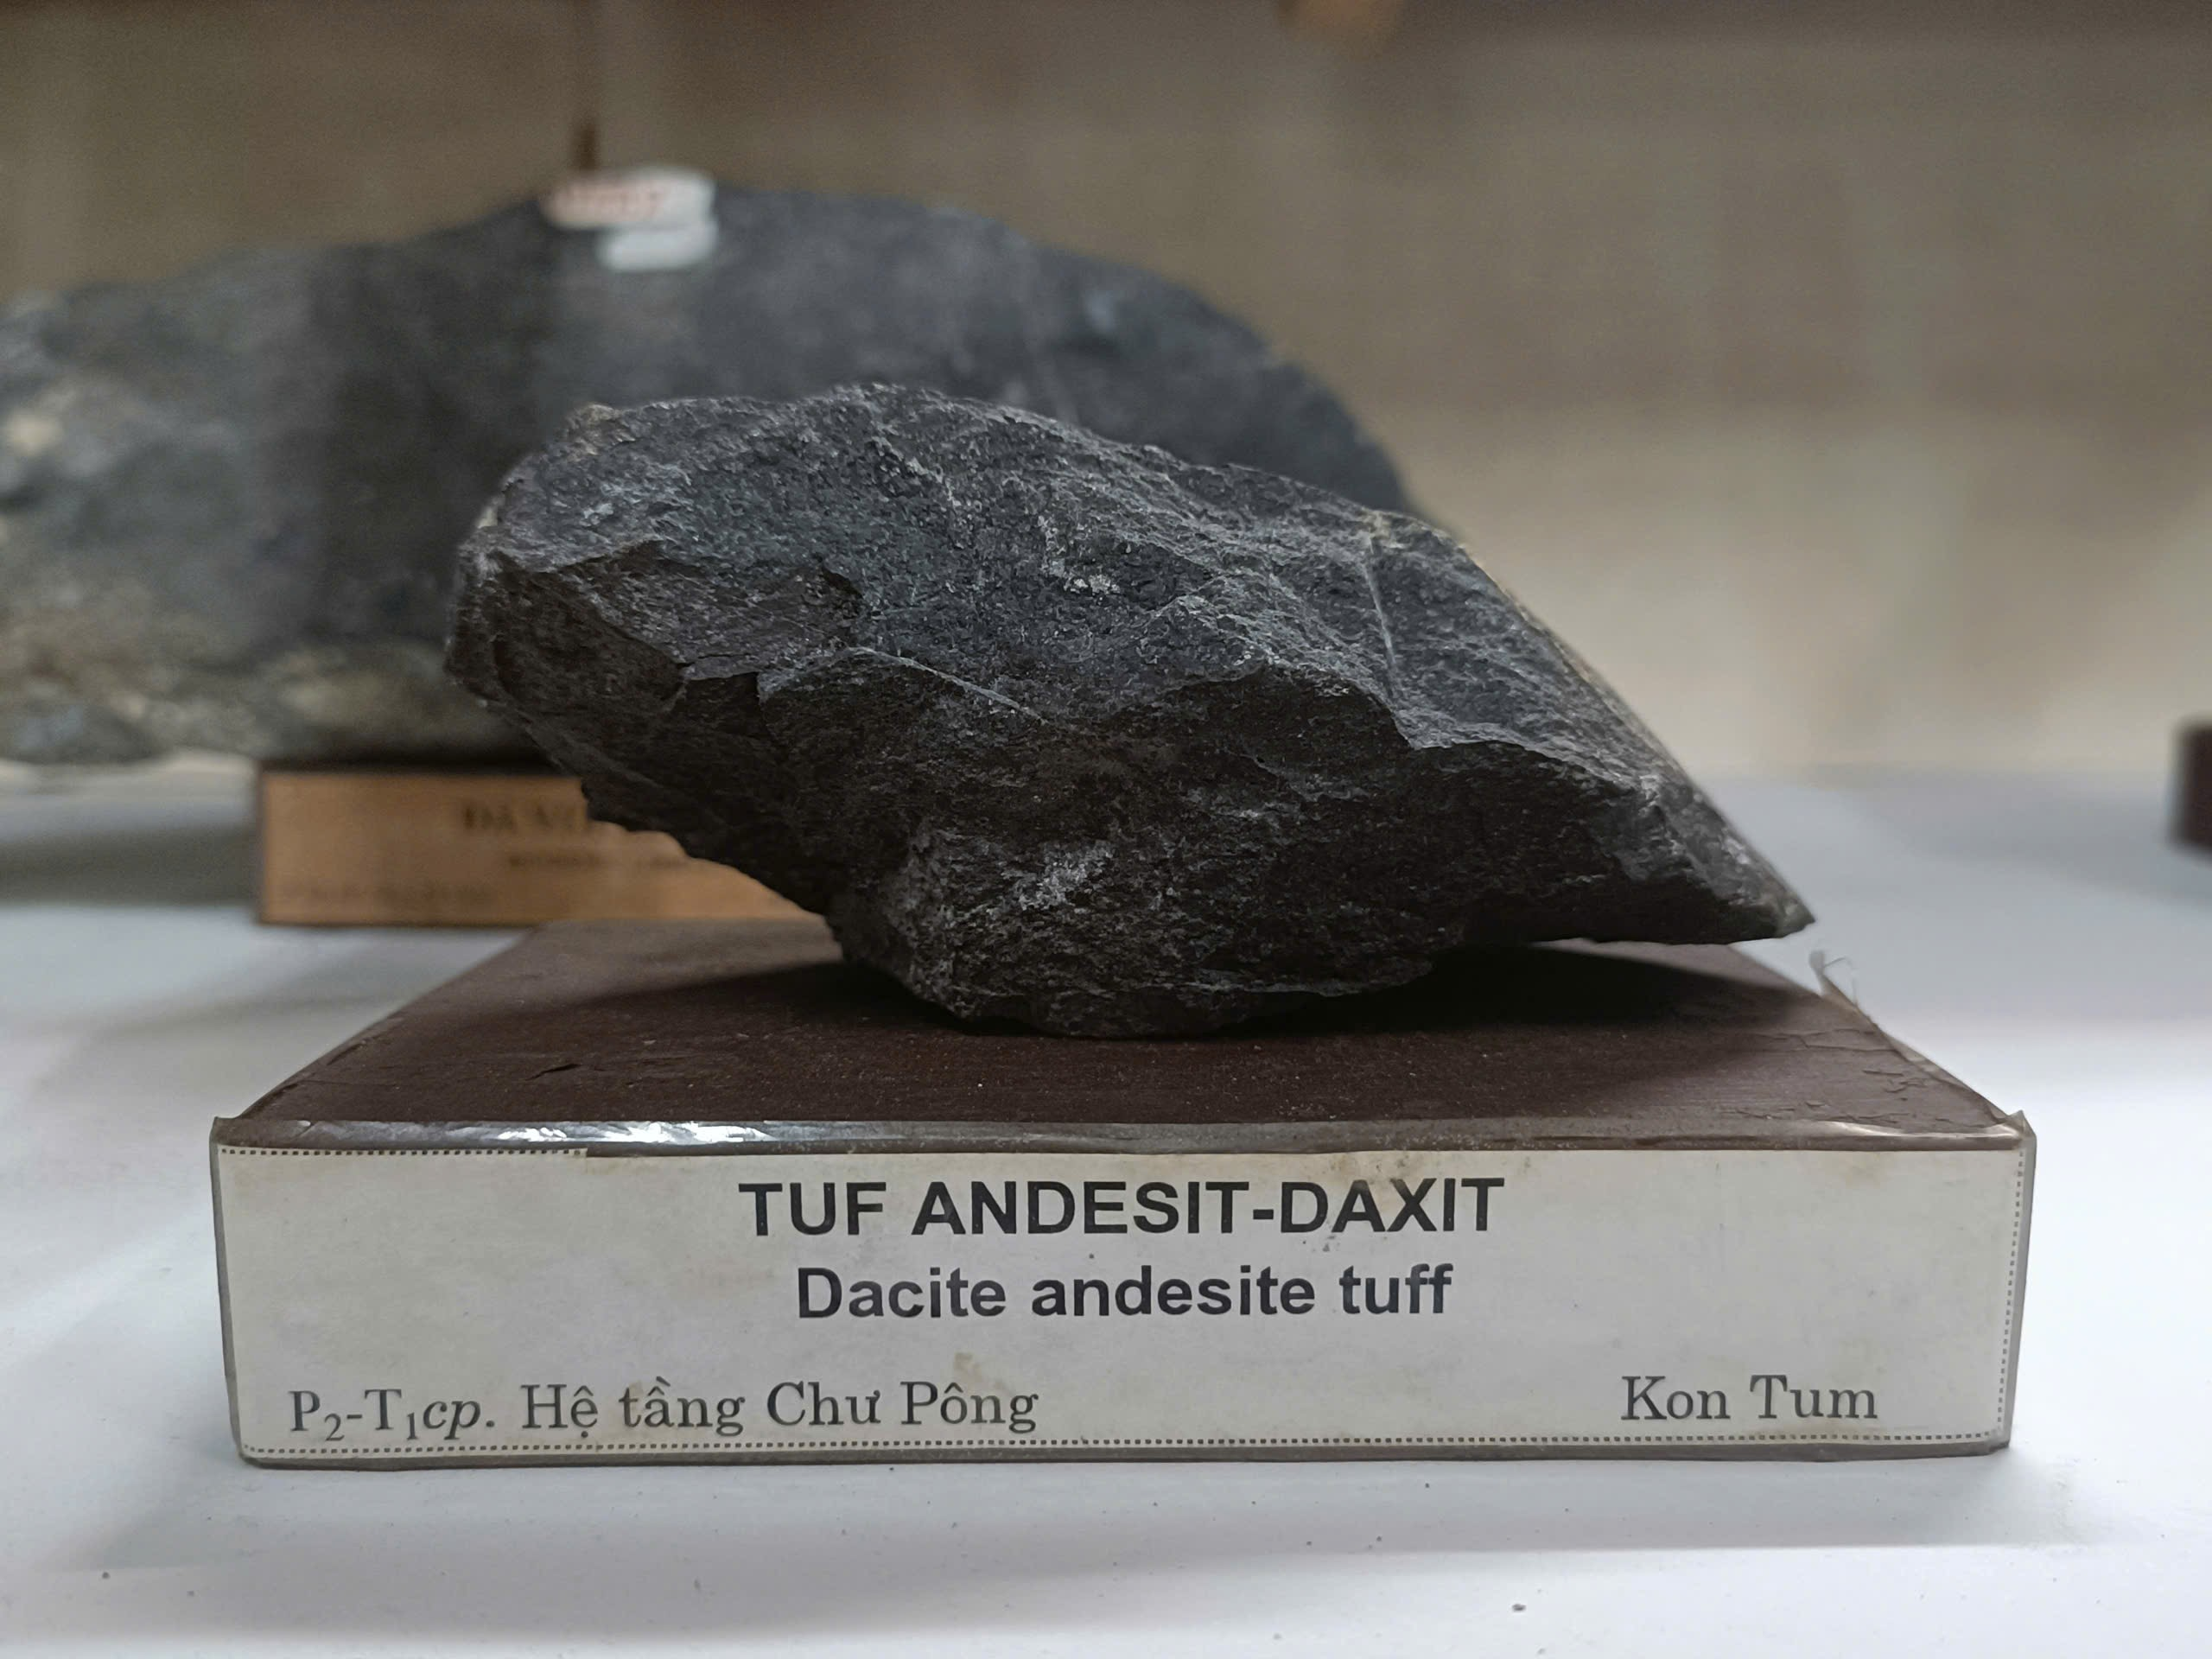 TUF ANDESIT-DAXIT
Dacite andesite tuff
P₂-T₁cp. Hệ tầng Chư Pông Kon Tum